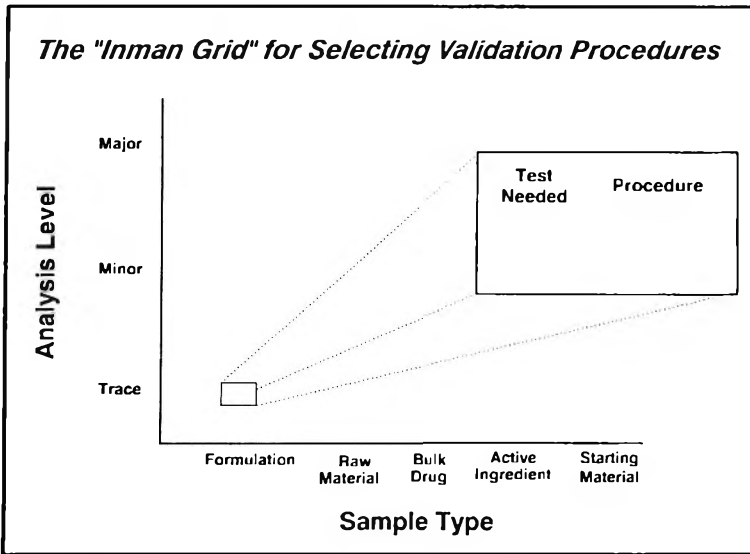 The "Inman Grid" for Selecting Validation Procedures
Major
Minor
Trace
Analysis Level
Test
Needed
Procedure
Formulation
Raw
Material
Bulk
Drug
Active
Ingredient
Starting
Material
Sample Type